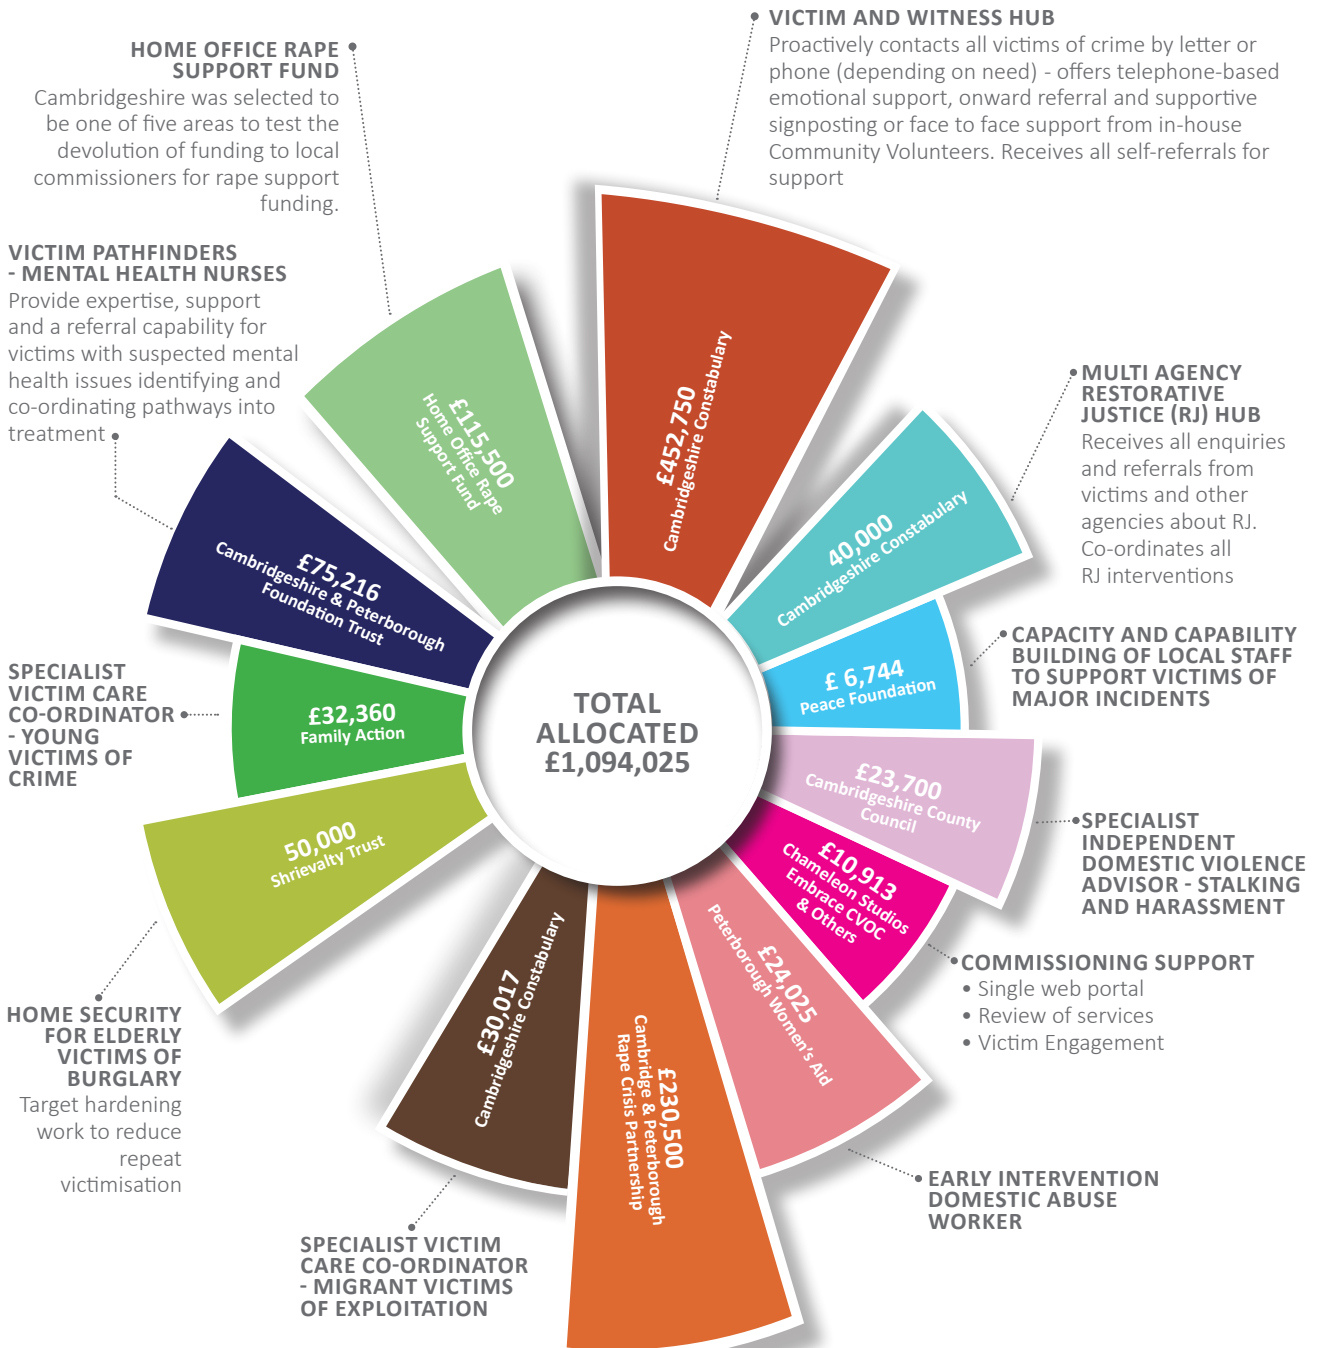 HOME OFFICE RAPE
SUPPORT FUND
Cambridgeshire was selected to
be one of five areas to test the
devolution of funding to local
commissioners for rape support
funding.
VICTIM AND WITNESS HUB
Proactively contacts all victims of crime by letter or
phone (depending on need) - offers telephone-based
emotional support, onward referral and supportive
signposting or face to face support from in-house
Community Volunteers. Receives all self-referrals for
support
VICTIM PATHFINDERS
- MENTAL HEALTH NURSES
Provide expertise, support
and a referral capability for
victims with suspected mental
health issues identifying and
co-ordinating pathways into
treatment
MULTI AGENCY
RESTORATIVE
JUSTICE (RJ) HUB
Receives all enquiries
and referrals from
victims and other
agencies about RJ.
Co-ordinates all
RJ interventions
£115,500
Home Office Rape
Support Fund
£452,750
Cambridgeshire Constabulary
40,000
Cambridgeshire Constabulary
£75,216
Cambridgeshire & Peterborough
Foundation Trust
£ 6,744
Peace Foundation
CAPACITY AND CAPABILITY
BUILDING OF LOCAL STAFF
TO SUPPORT VICTIMS OF
MAJOR INCIDENTS
SPECIALIST
VICTIM CARE
CO-ORDINATOR
- YOUNG
VICTIMS OF
CRIME
£32,360
Family Action
TOTAL
ALLOCATED
£1,094,025
£23,700
Cambridgeshire County
Council
SPECIALIST
INDEPENDENT
DOMESTIC VIOLENCE
ADVISOR - STALKING
AND HARASSMENT
50,000
Shrievalty Trust
£10,913
Chameleon Studios
Embrace CVOC
& Others
COMMISSIONING SUPPORT
• Single web portal
• Review of services
• Victim Engagement
£30,017
Cambridgeshire Constabulary
£230,500
Cambridge & Peterborough
Rape Crisis Partnership
£24,025
Peterborough Women's Aid
HOME SECURITY
FOR ELDERLY
VICTIMS OF
BURGLARY
Target hardening
work to reduce
repeat
victimisation
EARLY INTERVENTION
DOMESTIC ABUSE
WORKER
SPECIALIST VICTIM
CARE CO-ORDINATOR
- MIGRANT VICTIMS
OF EXPLOITATION